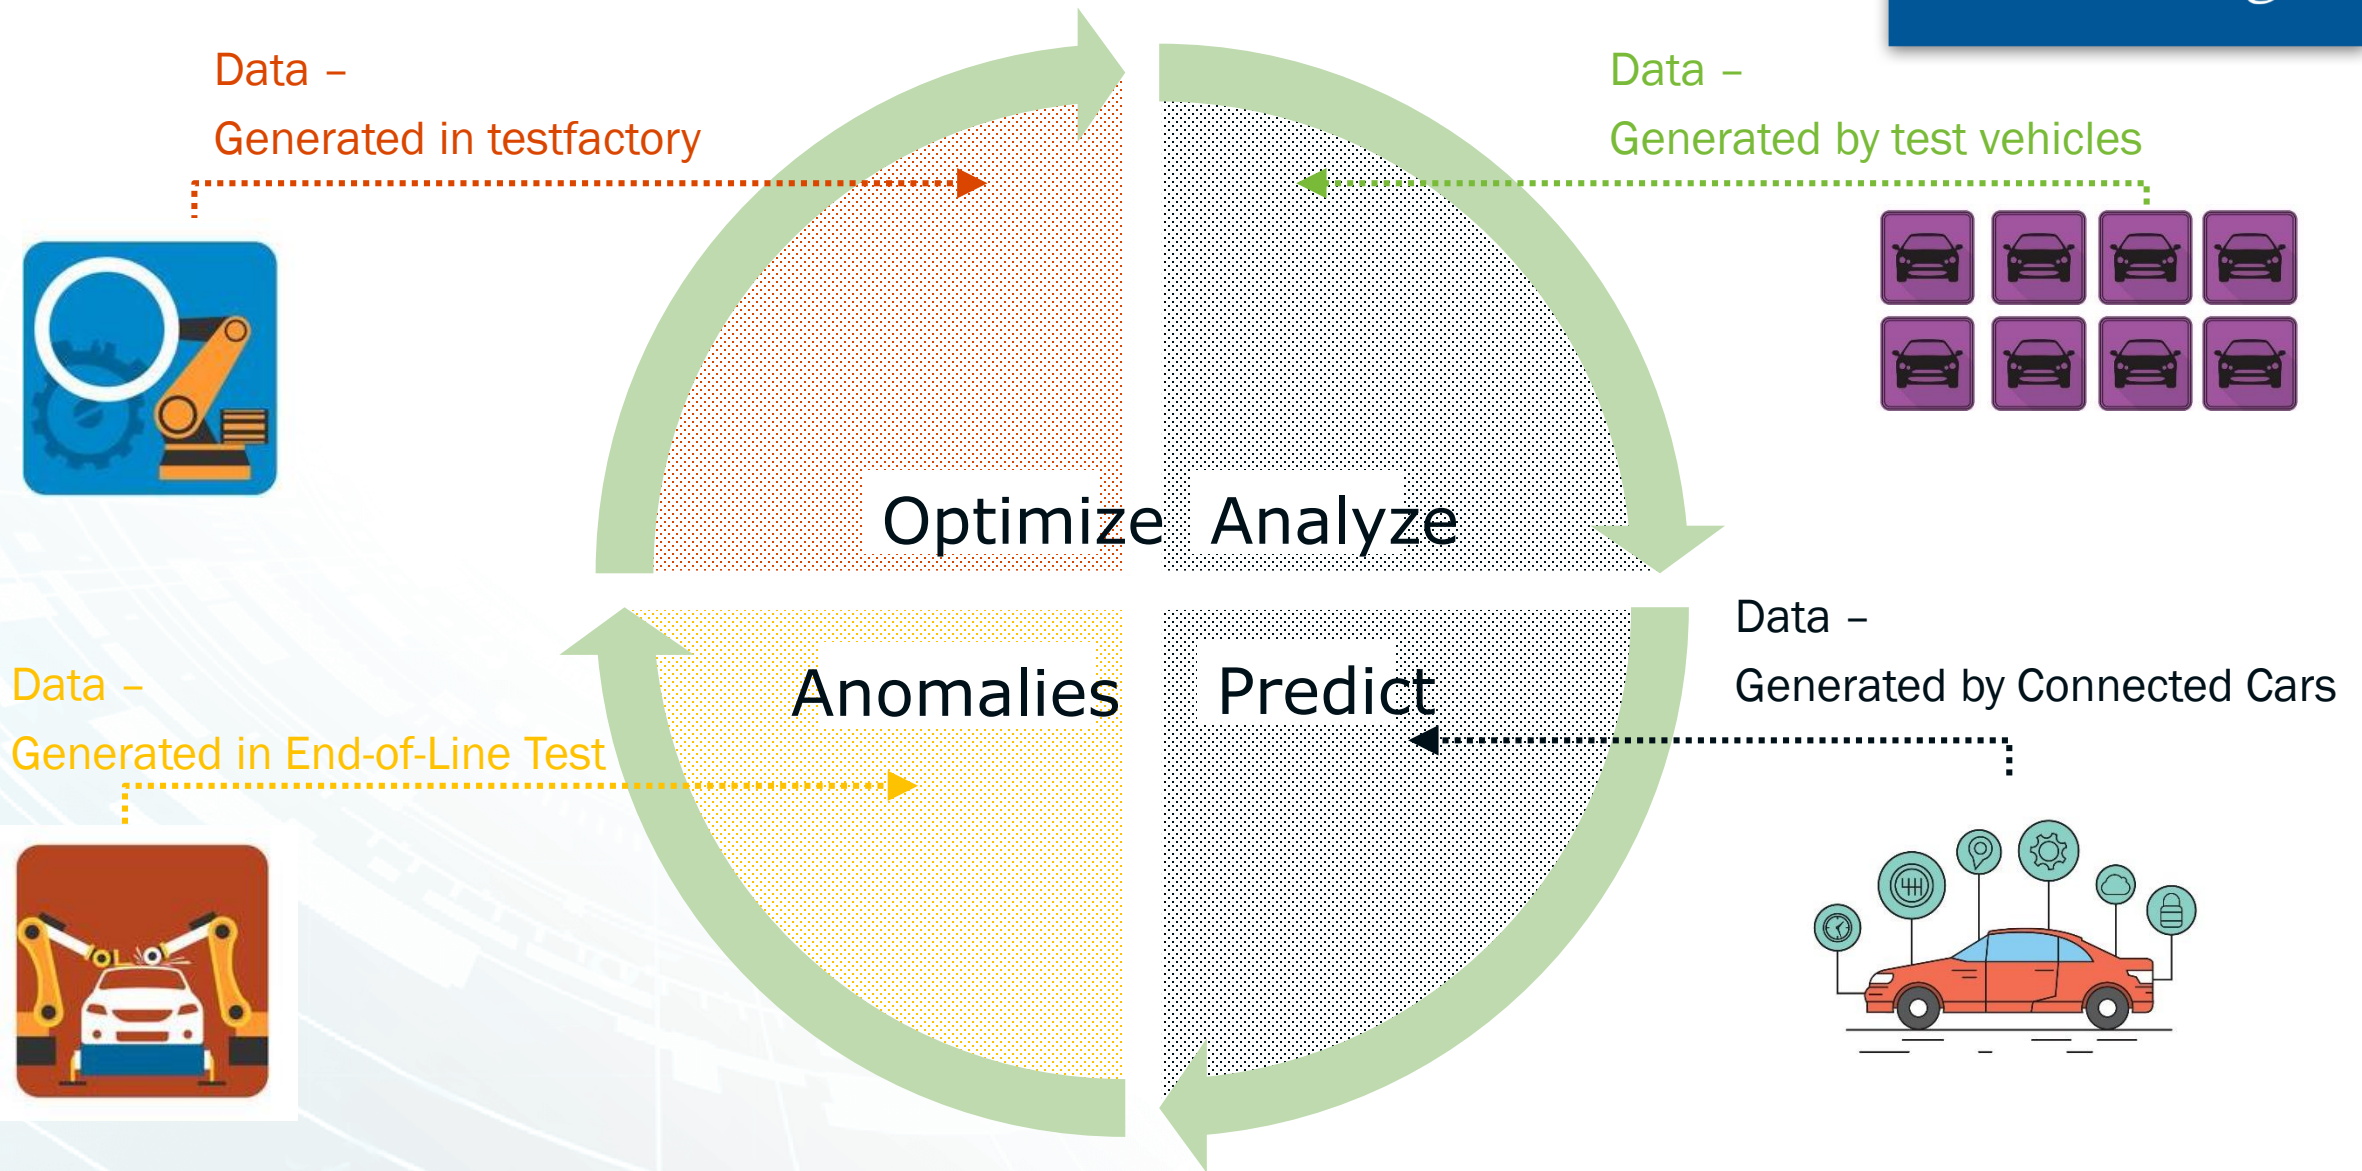 Data –
Generated in testfactory
Data –
Generated by test vehicles
Optimize
Analyze
Anomalies
Predict
Data –
Generated by Connected Cars
Data –
Generated in End-of-Line Test